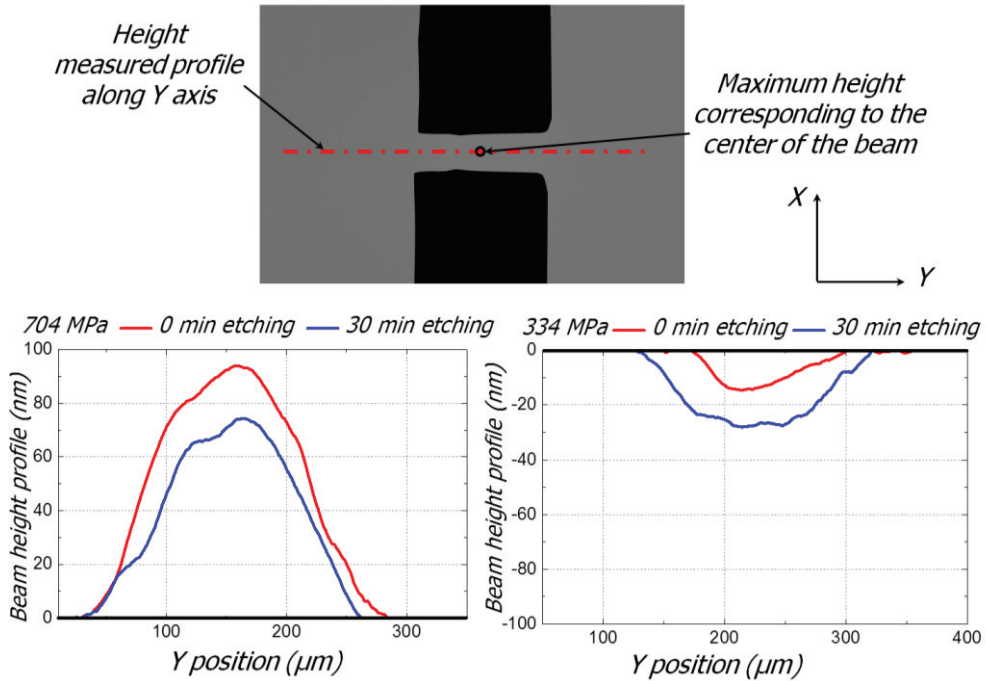 Height
measured profile
along Y axis
Maximum height
corresponding to the
center of the beam
X
Y
704 MPa 0 min etching 30 min etching
100
80
60
40
20
0
100 200 300
Beam height profile (nm)
Y position (µm)
334 MPa 0 min etching 30 min etching
0
-20
-40
-60
-80
-100
100 200 300 400
Beam height profile (nm)
Y position (µm)